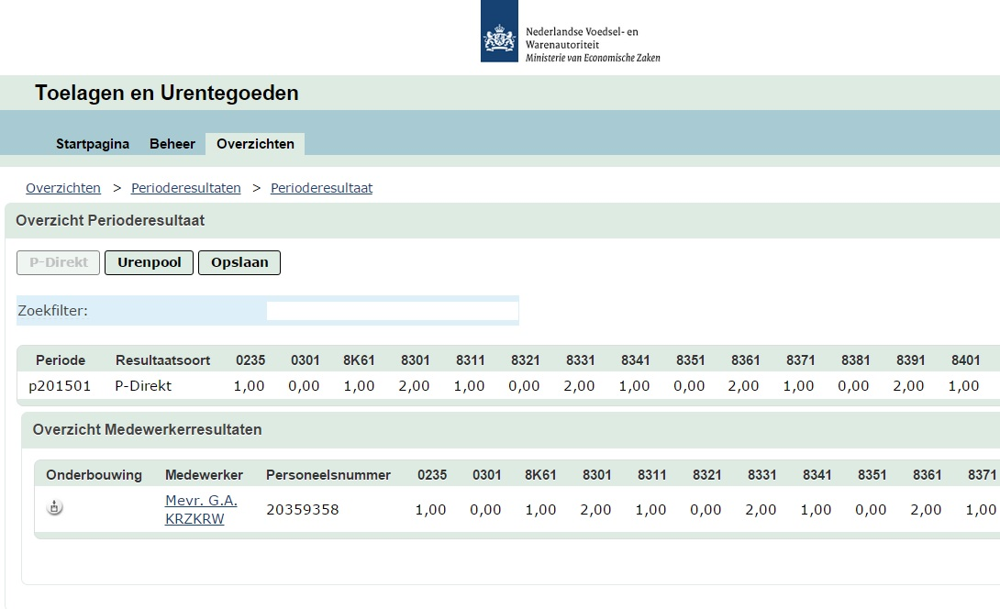 Nederlandse Voedsel- en
Warenautoriteit
Ministerie van Economische Zaken
Toelagen en Urentegoeden
Startpagina Beheer Overzichten
Overzichten > Perioderesultaten > Perioderesultaat
Overzicht Perioderesultaat
P-Direkt Urenpool Opslaan
Zoekfilter:
Periode Resultaatsoort 0235 0301 8K61 8301 8311 8321 8331 8341 8351 8361 8371 8381 8391 8401
p201501 P-Direkt 1,00 0,00 1,00 2,00 1,00 0,00 2,00 1,00 0,00 2,00 1,00 0,00 2,00 1,00
Overzicht Medewerkerresultaten
Onderbouwing Medewerker Personeelsnummer 0235 0301 8K61 8301 8311 8321 8331 8341 8351 8361 8371
Mevr. G.A. KRZKRW 20359358 1,00 0,00 1,00 2,00 1,00 0,00 2,00 1,00 0,00 2,00 1,00